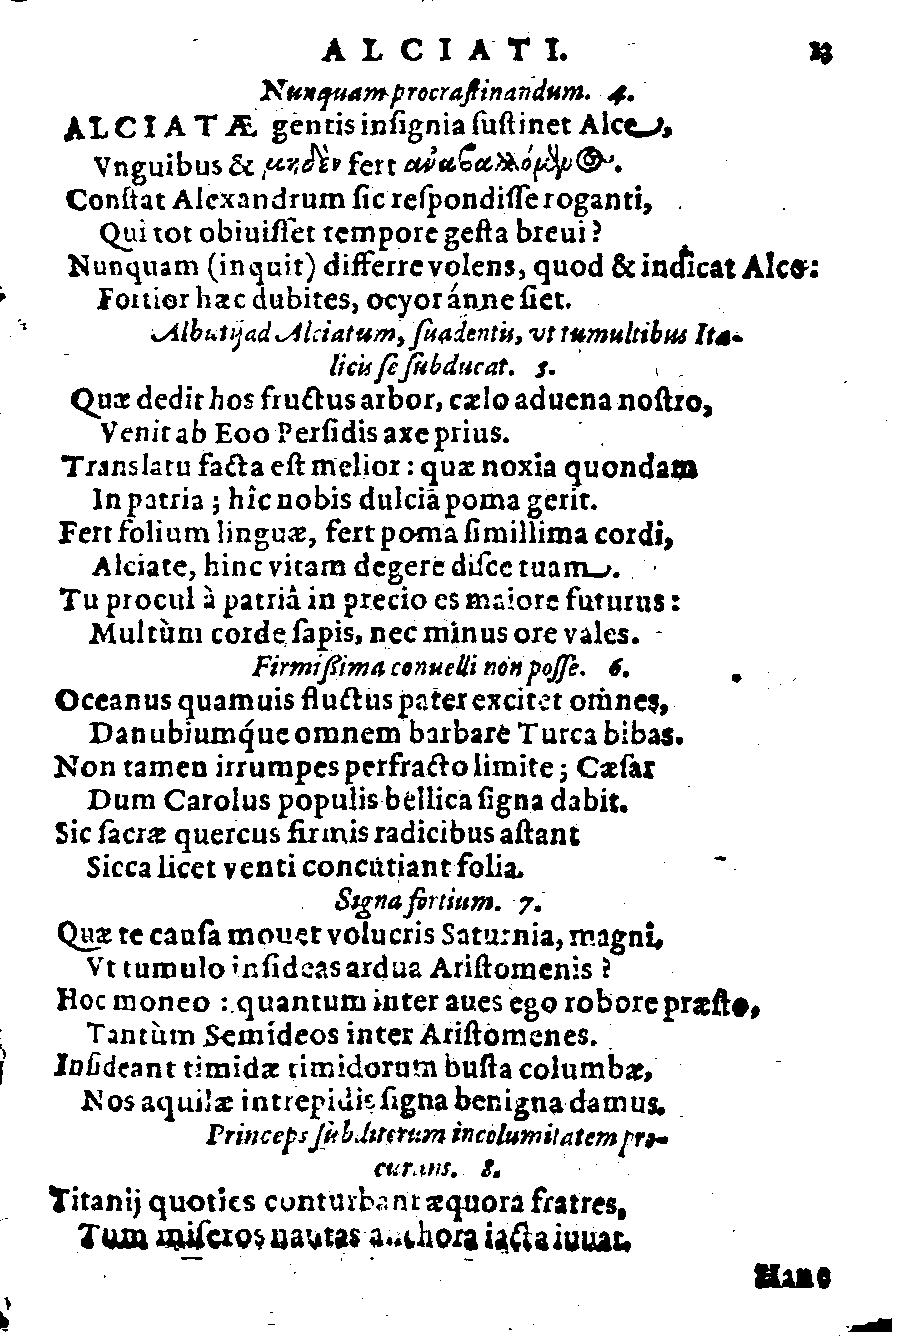 ALCIATI. 13
Nunquam procraſtinandum. 4.
ALCIATÆ gentis inſignia ſuſtinet Alce,
Vnguibus & μηδὲν fert ἀναβαλλόμενος.
Conſtat Alexandrum ſic reſpondiſſe roganti,
Qui tot obiuiſſet tempore geſta breui?
Nunquam (inquit) differre volens, quod & indicat Alce:
Fortior hæc dubites, ocyor ánne ſiet.
Albutij ad Alciatum, ſuadentis, vt tumultibus Ita-
licis ſe ſubducat. 5.
Quæ dedit hos fructus arbor, cælo aduena noſtro,
Venit ab Eoo Perſidis axe prius.
Translatu facta eſt melior: quæ noxia quondam
In patria; hîc nobis dulcia poma gerit.
Fert folium linguæ, fert poma ſimillima cordi,
Alciate, hinc vitam degere diſce tuam.
Tu procul à patriâ in precio es maiore futurus:
Multùm corde ſapis, nec minus ore vales.
Firmiſſima conuelli non poſſe. 6.
Oceanus quamuis fluctus pater excitet omnes,
Danubiumq́ue omnem barbare Turca bibas.
Non tamen irrumpes perfracto limite; Cæſar
Dum Carolus populis bellica ſigna dabit.
Sic ſacræ quercus firmis radicibus aſtant
Sicca licet venti concutiant folia.
Signa fortium. 7.
Quæ te cauſa mouet volucris Saturnia, magni,
Vt tumulo inſideas ardua Ariſtomenis?
Hoc moneo: quantum inter aues ego robore præſto,
Tantùm Semideos inter Ariſtomenes.
Inſideant timidæ timidorum buſta columbæ,
Nos aquilæ intrepidis ſigna benigna damus.
Princeps ſubditorum incolumitatem pro-
curans. 8.
Titanij quoties conturbant æquora fratres,
Tum miſeros nautas anchora iacta iuuat.
Hanc